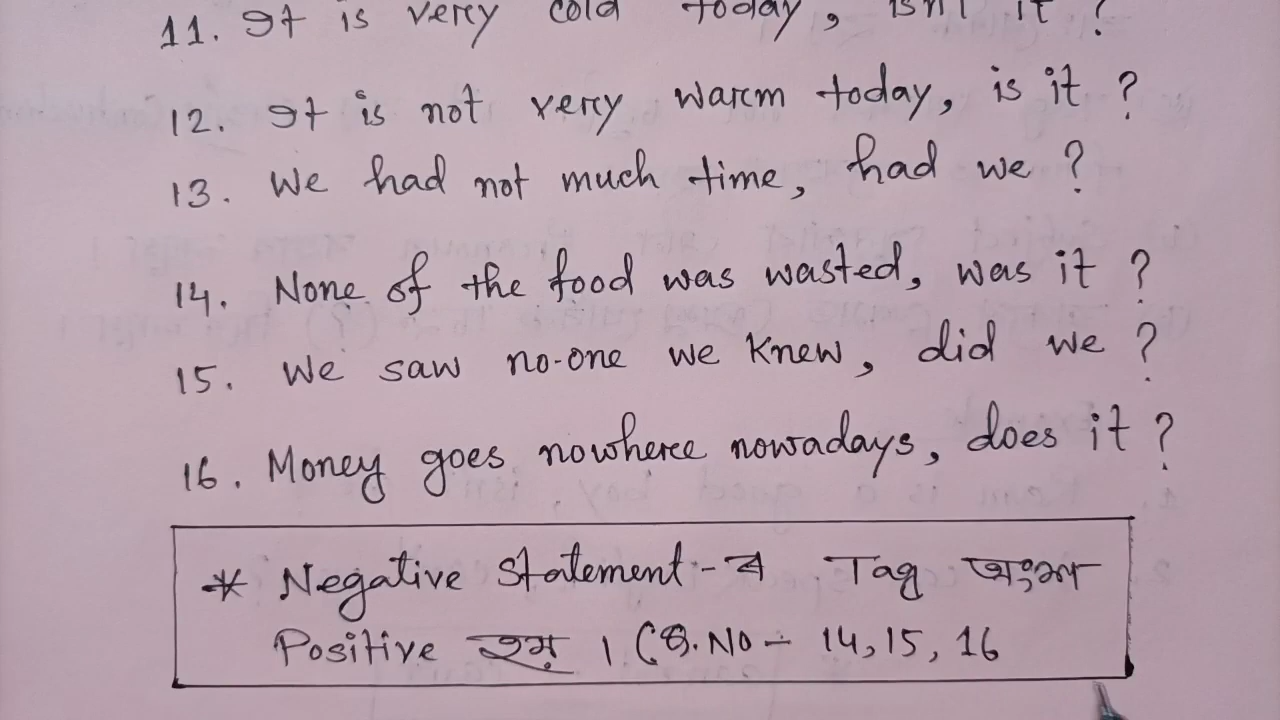 11. It is very cold today, isn't it ?
12. It is not very warm today, is it ?
13. We had not much time, had we ?
14. None of the food was wasted, was it ?
15. We saw no-one we knew, did we ?
16. Money goes nowhere nowadays, does it ?
* Negative Statement - এ Tag অংশ
Positive হয় । (S. No - 14, 15, 16